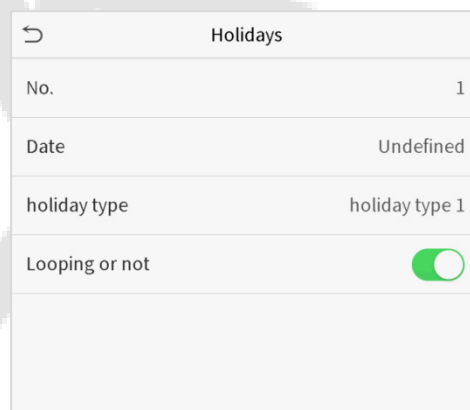 Holidays
No. 1
Date Undefined
holiday type holiday type 1
Looping or not